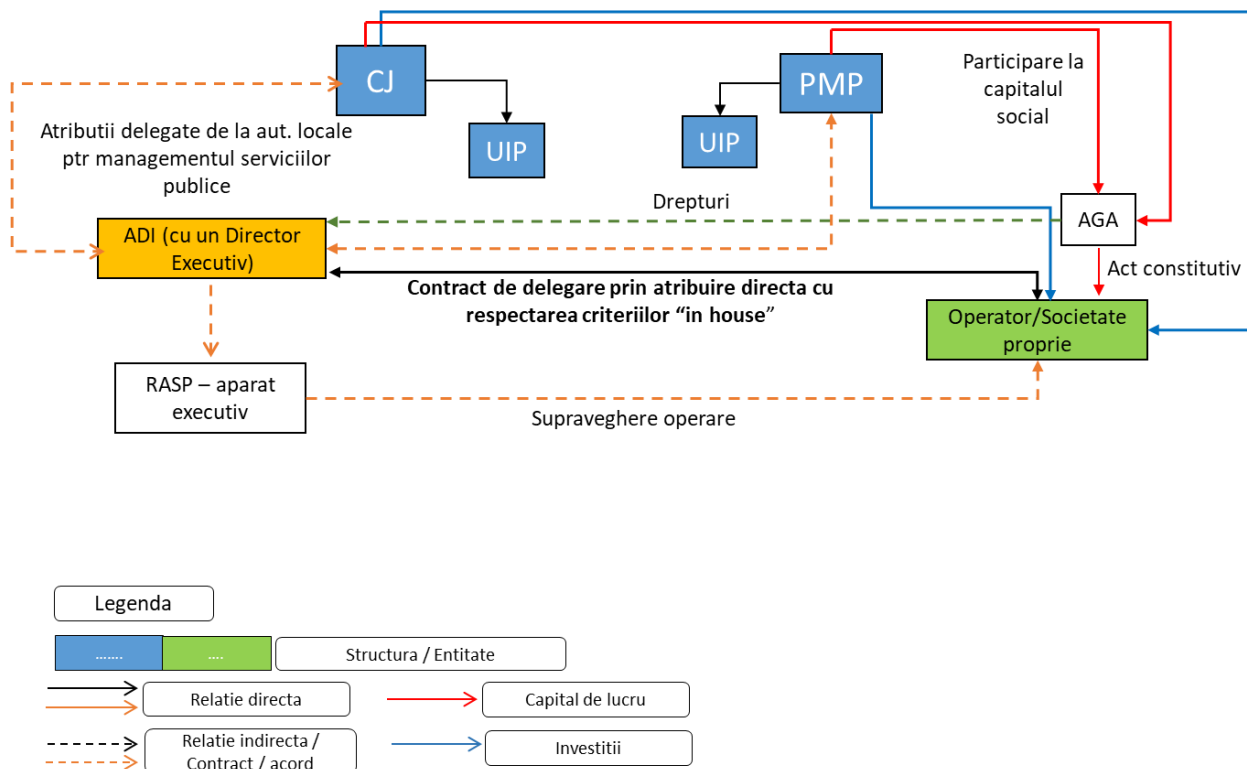 CJ
PMP
Participare la
capitalul
social
Atributii delegate de la aut. locale
ptr managementul serviciilor
publice
UIP
UIP
Drepturi
AGA
ADI (cu un Director
Executiv)
Act constitutiv
Contract de delegare prin atribuire directa cu
respectarea criteriilor “in house”
Operator/Societate
proprie
RASP – aparat
executiv
Supraveghere operare
Legenda
.......
....
Structura / Entitate
Relatie directa
Capital de lucru
Relatie indirecta /
Contract / acord
Investitii